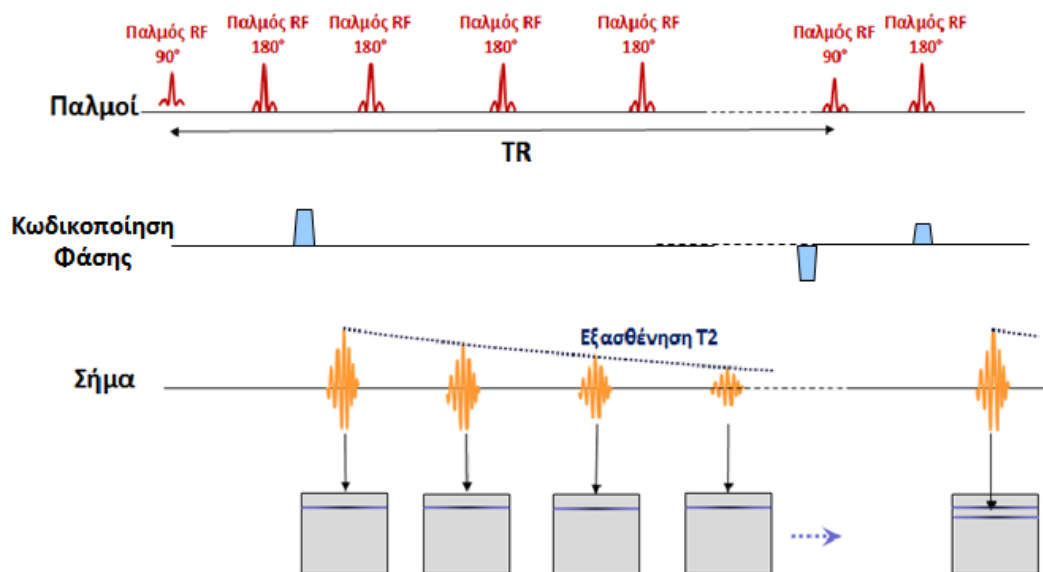 Παλμός RF
90°
Παλμός RF
180°
Παλμός RF
180°
Παλμός RF
180°
Παλμός RF
180°
Παλμός RF
90°
Παλμός RF
180°
Παλμοί
TR
Κωδικοποίηση
Φάσης
Εξασθένηση T2
Σήμα